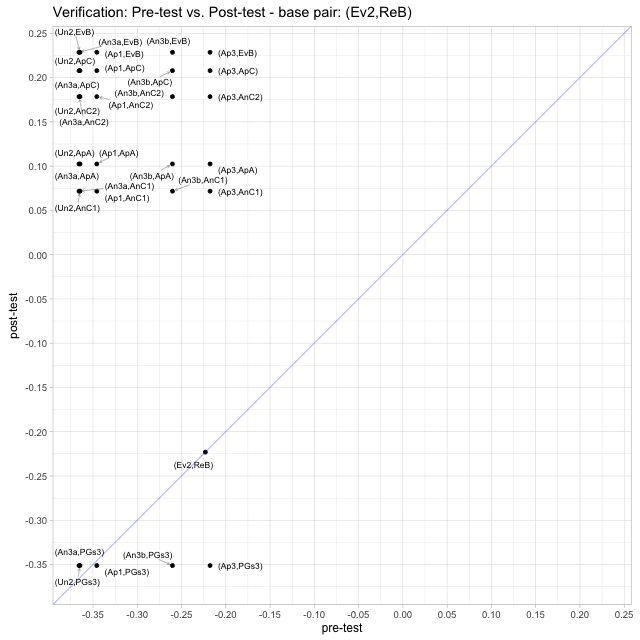 Verification: Pre-test vs. Post-test - base pair: (Ev2,ReB)
0.25
(Un2,EvB)
(An3a,EvB)
(An3b,EvB)
(Ap1,EvB)
(Ap3,EvB)
(Un2,ApC)
(Ap1,ApC)
(Ap3,ApC)
0.20
(An3a,ApC)
(An3b,ApC)
(An3b,AnC2)
(Ap3,AnC2)
(Ap1,AnC2)
(Un2,AnC2)
(An3a,AnC2)
0.15
(Un2,ApA)
(Ap1,ApA)
0.10
(Ap3,ApA)
(An3a,ApA)
(An3b,ApA)
(An3b,AnC1)
(An3a,AnC1)
(Ap3,AnC1)
(Ap1,AnC1)
(Un2,AnC1)
0.05
0.00
-0.05
post-test
-0.10
-0.15
-0.20
(Ev2,ReB)
-0.25
-0.30
(An3a,PGs3)
(An3b,PGs3)
-0.35
(Ap3,PGs3)
(Ap1,PGs3)
(Un2,PGs3)
-0.35 -0.30 -0.25 -0.20 -0.15 -0.10 -0.05 0.00 0.05 0.10 0.15 0.20 0.25
pre-test